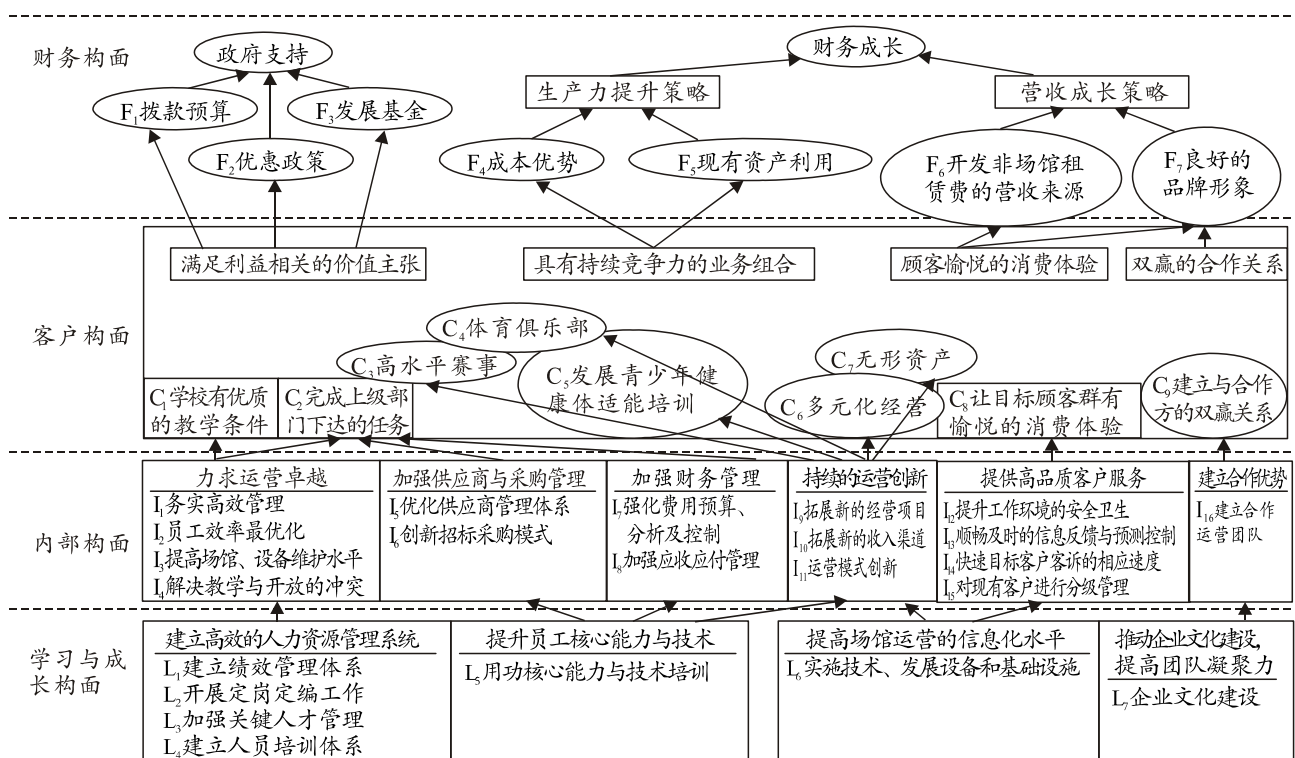 财务构面
政府支持
财务成长
F₁拨款预算
F₃发展基金
生产力提升策略
营收成长策略
F₂优惠政策
F₄成本优势
F₅现有资产利用
F₆开发非场馆租
赁费的营收来源
F₇良好的
品牌形象
客户构面
满足利益相关的价值主张
具有持续竞争力的业务组合
顾客愉悦的消费体验
双赢的合作关系
C₄体育俱乐部
C₃高水平赛事
C₇无形资产
C₅发展青少年健
康体适能培训
C₁学校有优质
的教学条件
C₂完成上级部
门下达的任务
C₆多元化经营
C₈让目标顾客群有
愉悦的消费体验
C₉建立与合作
方的双赢关系
内部构面
力求运营卓越
I₁务实高效管理
I₂员工效率最优化
I₃提高场馆、设备维护水平
I₄解决教学与开放的冲突
加强供应商与采购管理
I₅优化供应商管理体系
I₆创新招标采购模式
加强财务管理
I₇强化费用预算、
分析及控制
I₈加强应收应付管理
持续的运营创新
I₉拓展新的经营项目
I₁₀拓展新的收入渠道
I₁₁运营模式创新
提供高品质客户服务
I₁₂提升工作环境的安全卫生
I₁₃顺畅及时的信息反馈与预测控制
I₁₄快速目标客户客诉的相应速度
I₁₅对现有客户进行分级管理
建立合作优势
I₁₆建立合作
运营团队
学习与成
长构面
建立高效的人力资源管理系统
L₁建立绩效管理体系
L₂开展定岗定编工作
L₃加强关键人才管理
L₄建立人员培训体系
提升员工核心能力与技术
L₅用功核心能力与技术培训
提高场馆运营的信息化水平
L₆实施技术、发展设备和基础设施
推动企业文化建设,
提高团队凝聚力
L₇企业文化建设